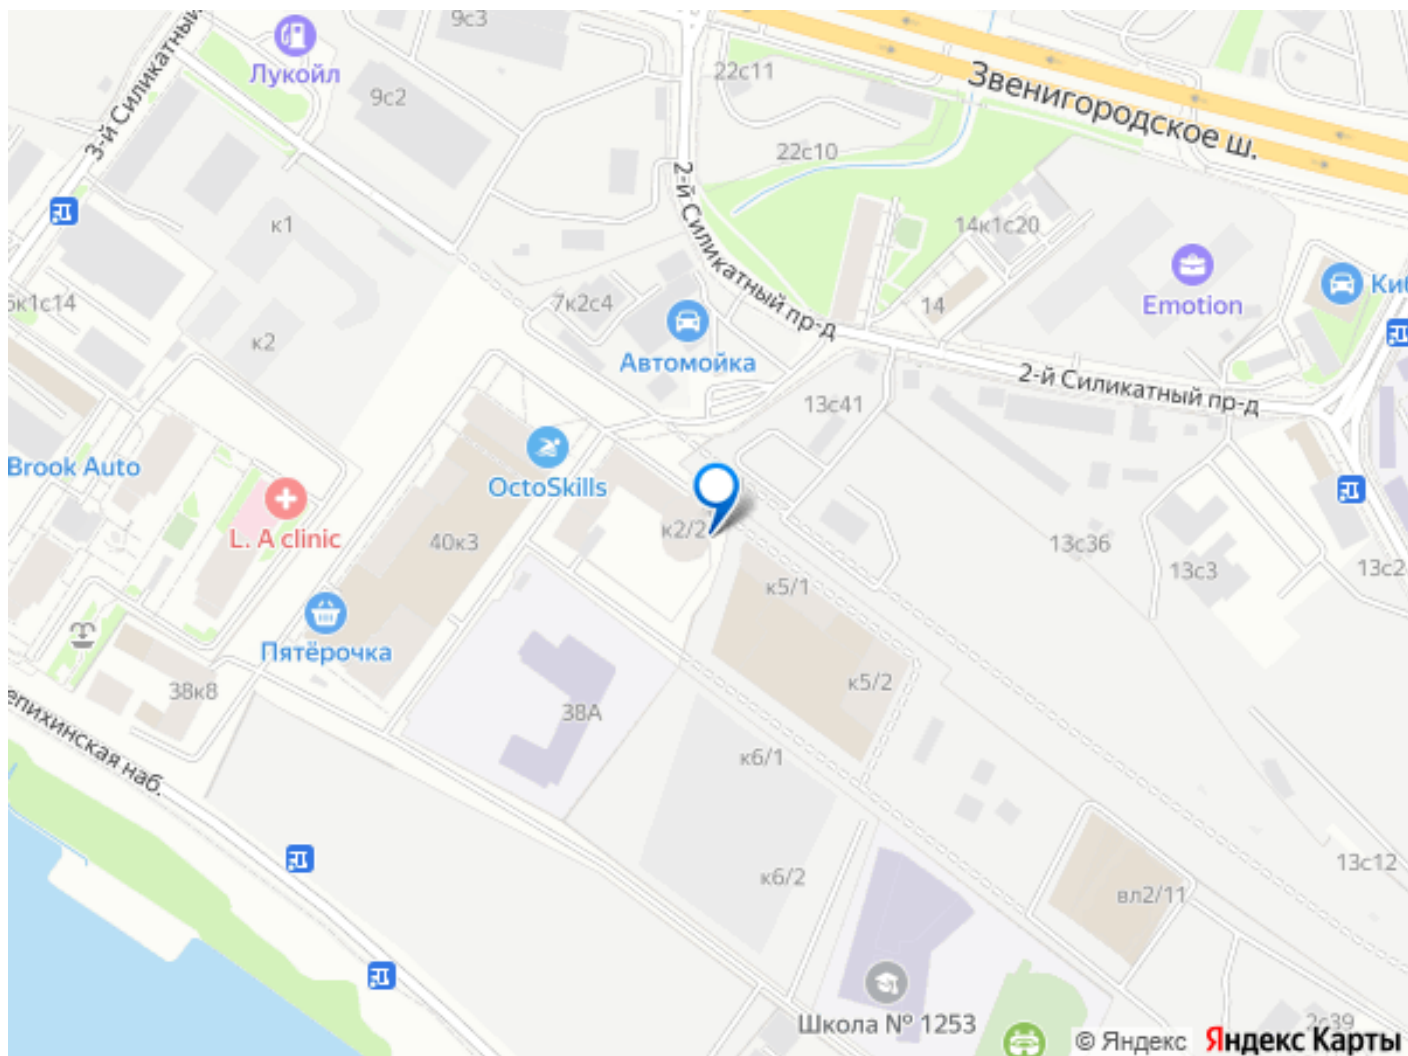 9с3
3-й Силикатный
Лукойл
22с11
Звенигородское ш.
9с2
22с10
2-й Силикатный пр-д
к1
14к1с20
Emotion
Киб
7к2с4
14
к1с14
к2
Автомойка
2-й Силикатный пр-д
13с41
Brook Auto
OctoSkills
L. A clinic
40к3
к2/2
13с36
13с3
13с2
к5/1
Пятёрочка
38к8
к5/2
38А
епихинская наб.
к6/1
к6/2
13с12
вл2/11
Школа № 1253
2с39
© Яндекс Яндекс Карты